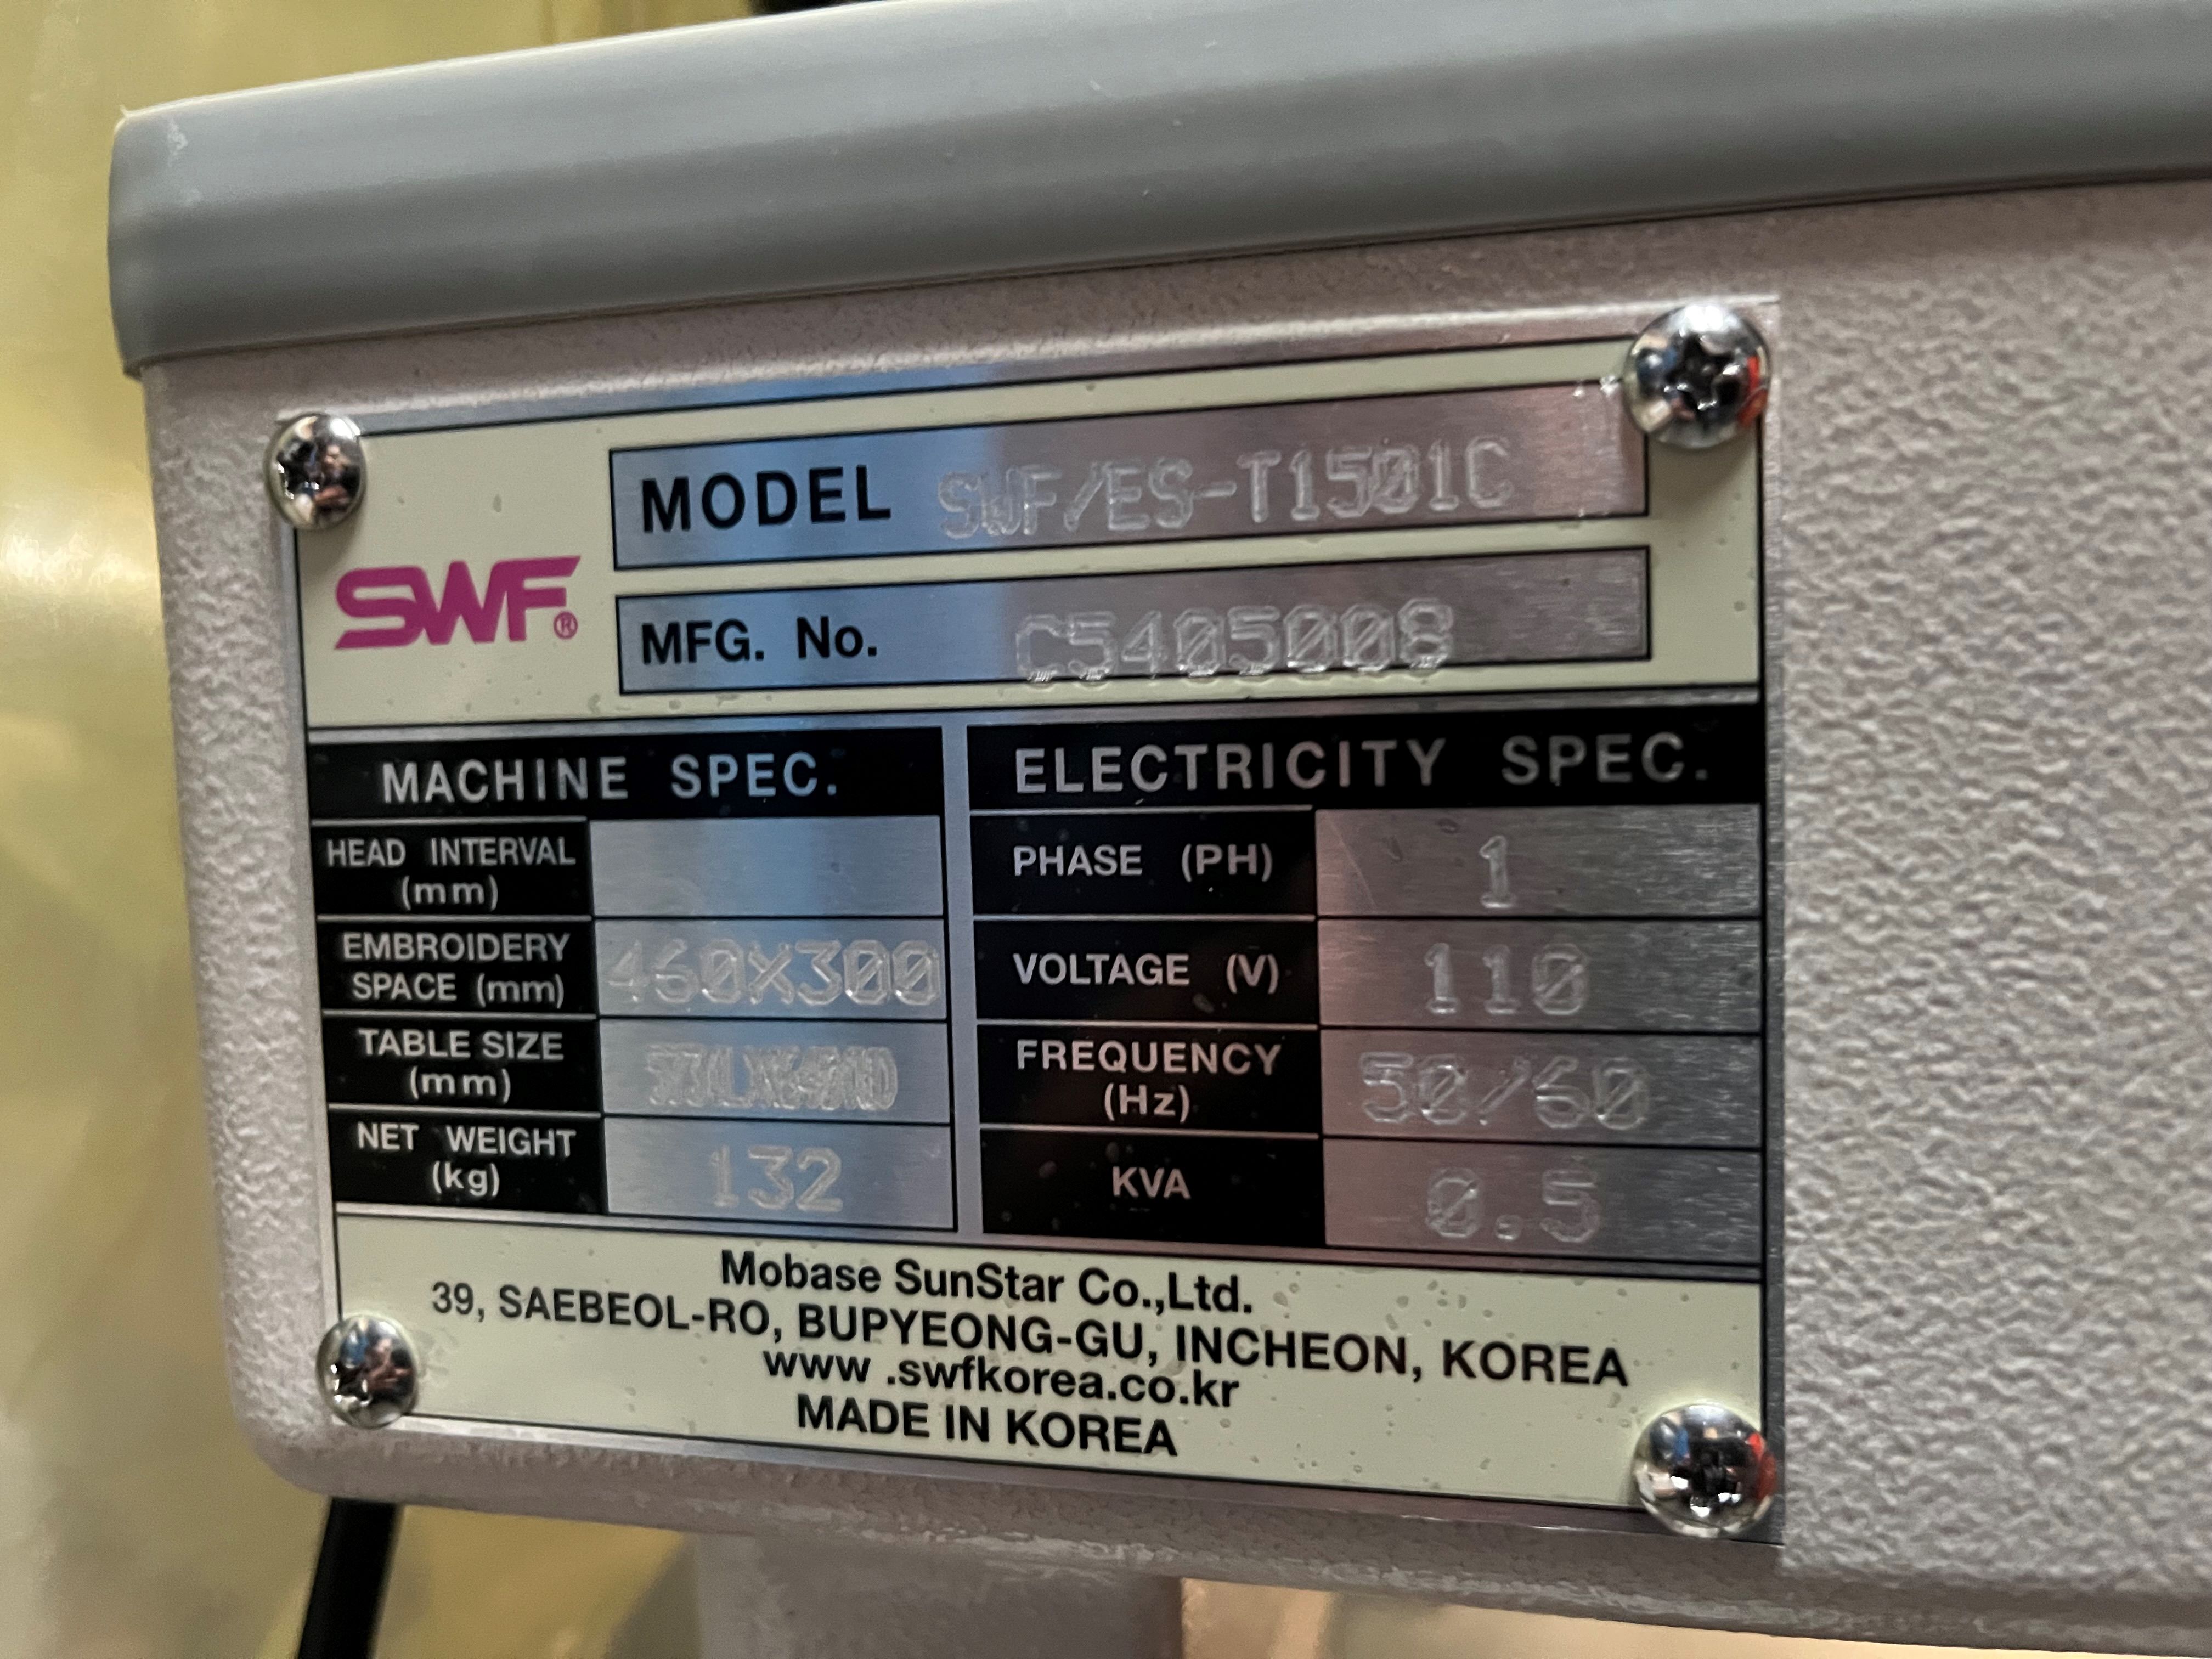 MODEL SWF/ES-T1501C
SWF®
MFG. No. C5405008
MACHINE SPEC.
HEAD INTERVAL
(mm)
EMBROIDERY
SPACE (mm) 460X300
TABLE SIZE
(mm)
NET WEIGHT
(kg) 132
ELECTRICITY SPEC.
PHASE (PH) 1
VOLTAGE (V) 110
FREQUENCY
(Hz) 50/60
KVA 0.5
Mobase SunStar Co.,Ltd.
39, SAEBEOL-RO, BUPYEONG-GU, INCHEON, KOREA
www .swfkorea.co.kr
MADE IN KOREA